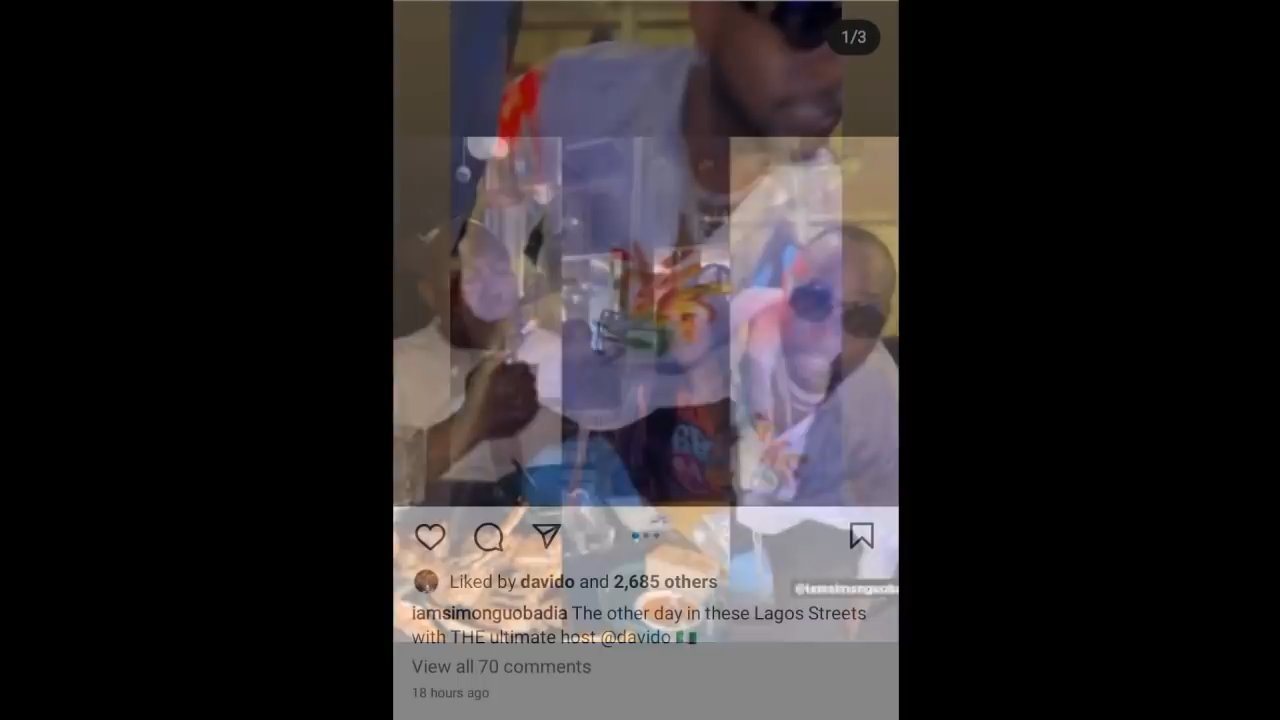 1/3
Liked by davido and 2,685 others
iamsimonguobadia The other day in these Lagos Streets
with THE ultimate host @davido 🇳🇬
View all 70 comments
18 hours ago